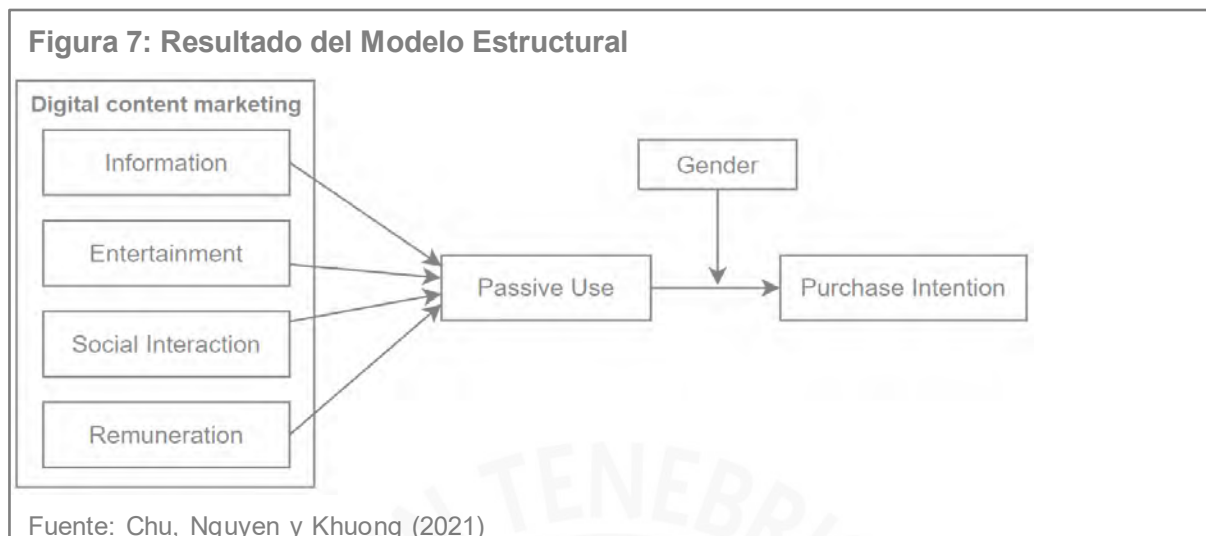 Figura 7: Resultado del Modelo Estructural
Digital content marketing
Information
Entertainment
Social Interaction
Remuneration
Passive Use
Gender
Purchase Intention
Fuente: Chu, Nguyen y Khuong (2021)